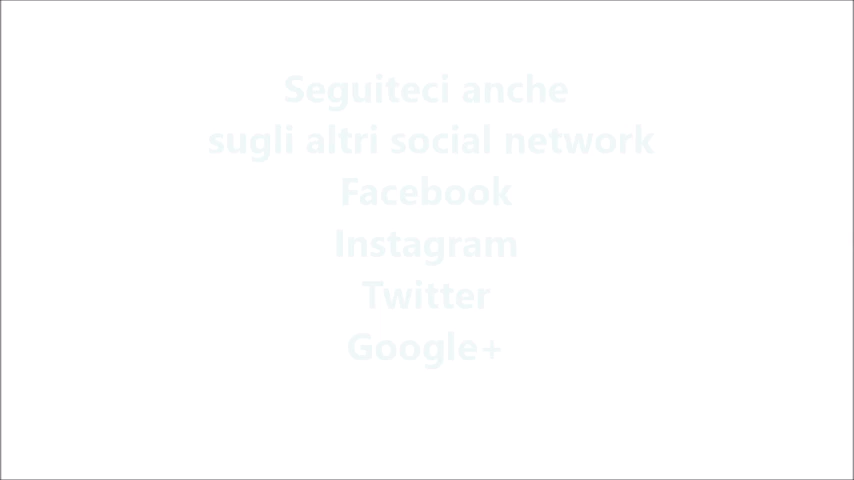 Seguiteci anche
sugli altri social network
Facebook
Instagram
Twitter
Google+